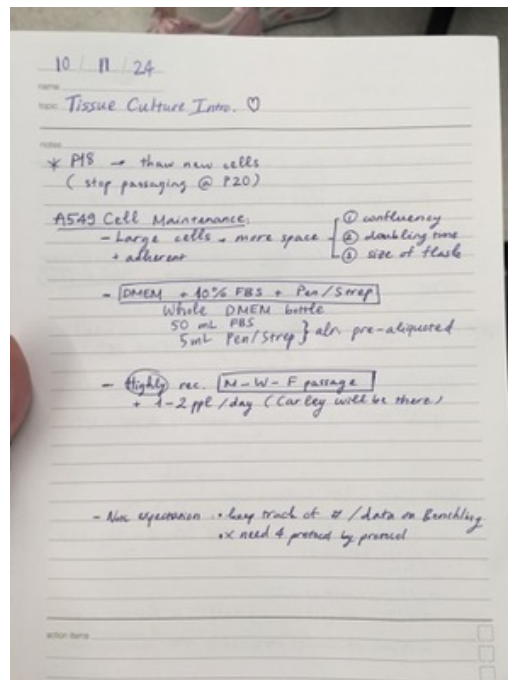 10 / 11 / 24
name
topic Tissue Culture Intro. ♡
notes
* P18 → thaw new cells
( stop passaging @ P20)
A549 Cell Maintenance:
- Large cells → more space
+ adherent
① confluency
② doubling time
③ size of flask
- DMEM + 10% FBS + Pen/Strep
Whole DMEM bottle
50 mL FBS
5mL Pen/Strep } alr. pre-aliquoted
- Highly rec. M-W-F passage
+ 1-2 ppl /day (Carley will be there)
- Note expectation : • keep track of # /data on Benchling
• x need 4 protocol by protocol
action items